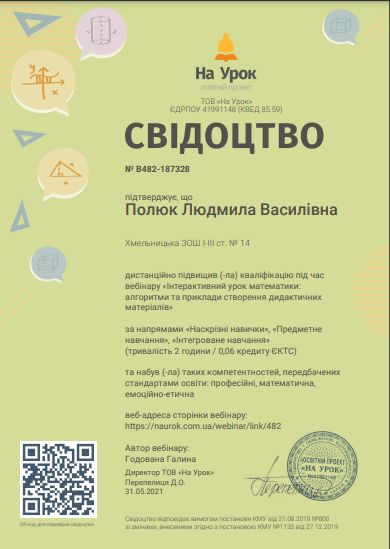 На Урок
освітній проект
ТОВ «На Урок»
ЄДРПОУ 41991148 (КВЕД 85.59)
СВІДОЦТВО
№ В482-187328
підтверджує, що
Полюк Людмила Василівна
Хмельницька ЗОШ І-ІІІ ст. № 14
дистанційно підвищив (-ла) кваліфікацію під час
вебінару «Інтерактивний урок математики:
алгоритми та приклади створення дидактичних
матеріалів»
за напрямами «Наскрізні навички», «Предметне
навчання», «Інтегроване навчання»
(тривалість 2 години / 0,06 кредиту ЄКТС)
та набув (-ла) таких компетентностей, передбачених
стандартами освіти: професійні, математична,
емоційно-етична
веб-адреса сторінки вебінару:
https://naurok.com.ua/webinar/link/482
Автор вебінару:
Годована Галина
Директор ТОВ «На Урок»
Перепелиця Д.О.
31.05.2021
«ОСВІТНІЙ ПРОЕКТ
«НА УРОК»
QR-код для перевірки свідоцтва
Свідоцтво відповідає вимогам постанови КМУ від 21.08.2019 №800
зі змінами, внесеними згідно з постановою КМУ №1133 від 27.12.2019